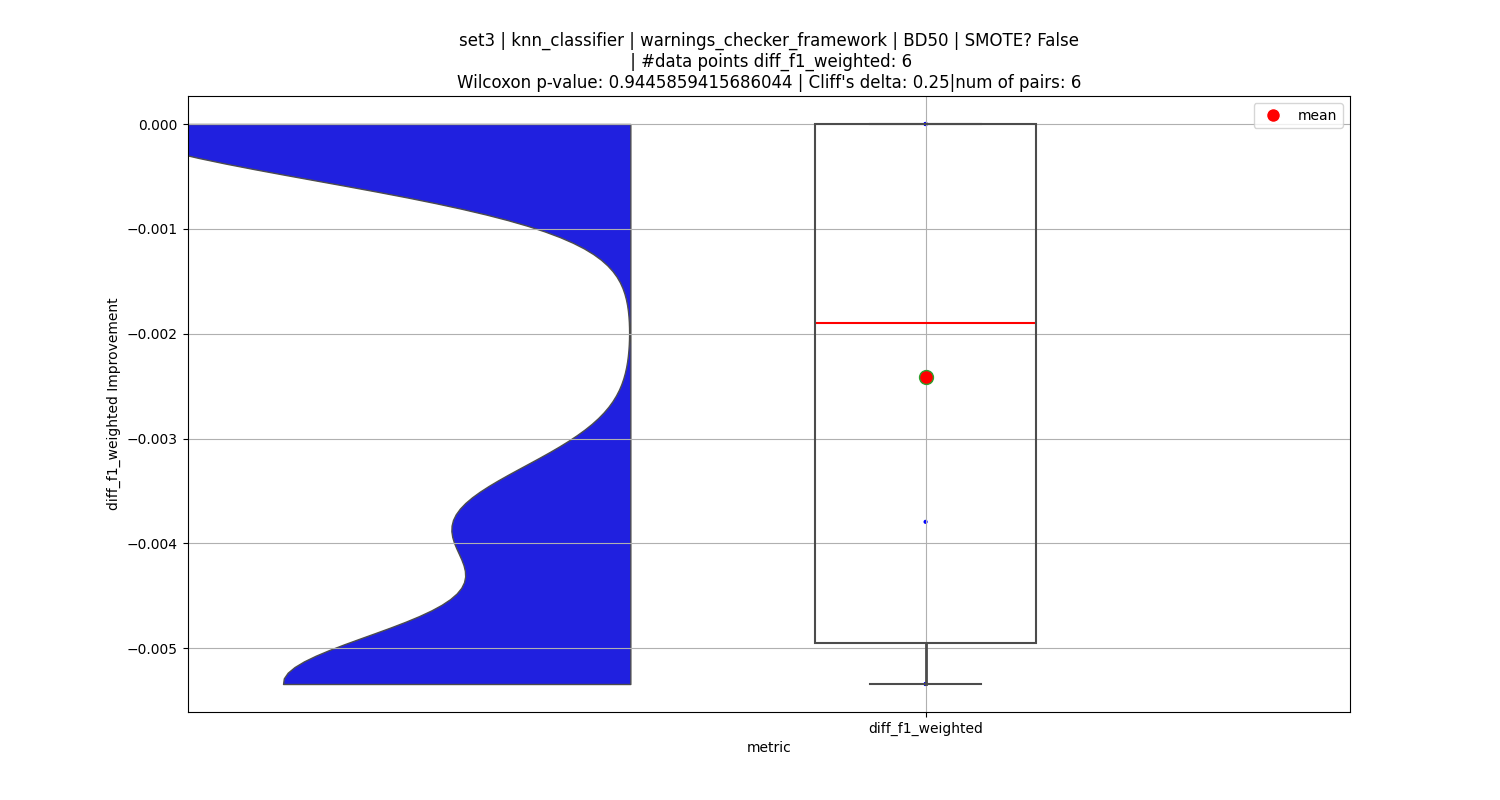 set3 | knn_classifier | warnings_checker_framework | BD50 | SMOTE? False
| #data points diff_f1_weighted: 6
Wilcoxon p-value: 0.9445859415686044 | Cliff's delta: 0.25|num of pairs: 6
mean
0.000
−0.001
−0.002
−0.003
−0.004
−0.005
diff_f1_weighted Improvement
diff_f1_weighted
metric